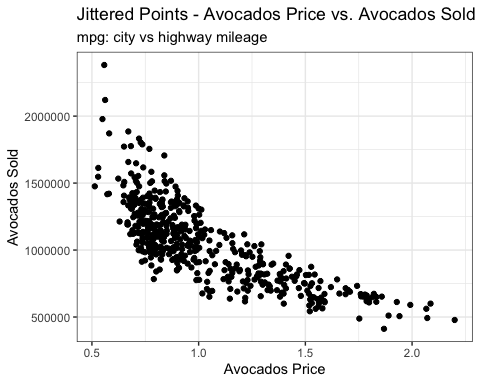 Jittered Points - Avocados Price vs. Avocados Sold
mpg: city vs highway mileage
Avocados Sold
2000000
1500000
1000000
500000
0.5 1.0 1.5 2.0
Avocados Price